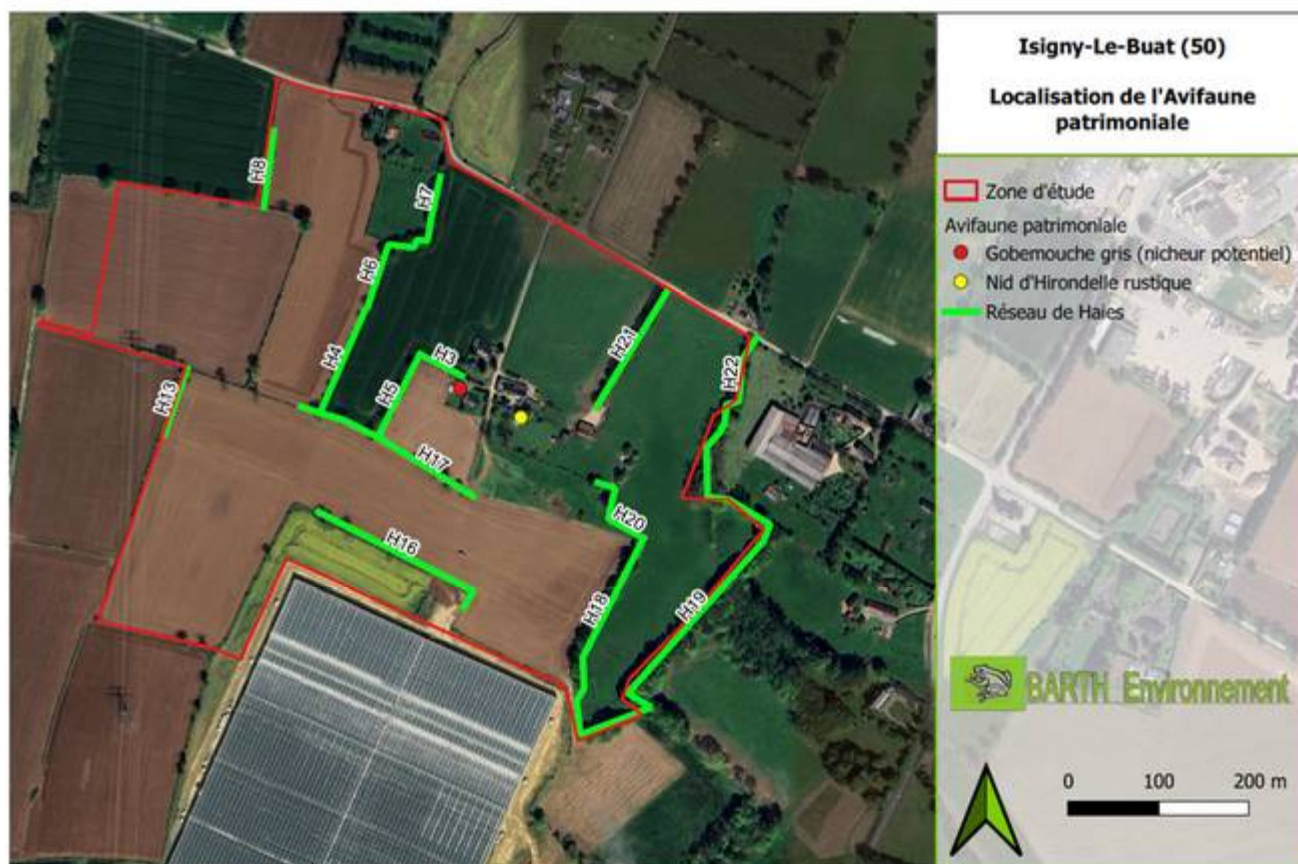 Isigny-Le-Buat (50)
Localisation de l'Avifaune
patrimoniale
Zone d'étude
Avifaune patrimoniale
Gobemouche gris (nicheur potentiel)
Nid d'Hirondelle rustique
Réseau de Haies
H8
H7
H6
H4
H3
H5
H21
H22
H13
H17
H16
H20
H18
H19
BARTH Environnement
0 100 200 m